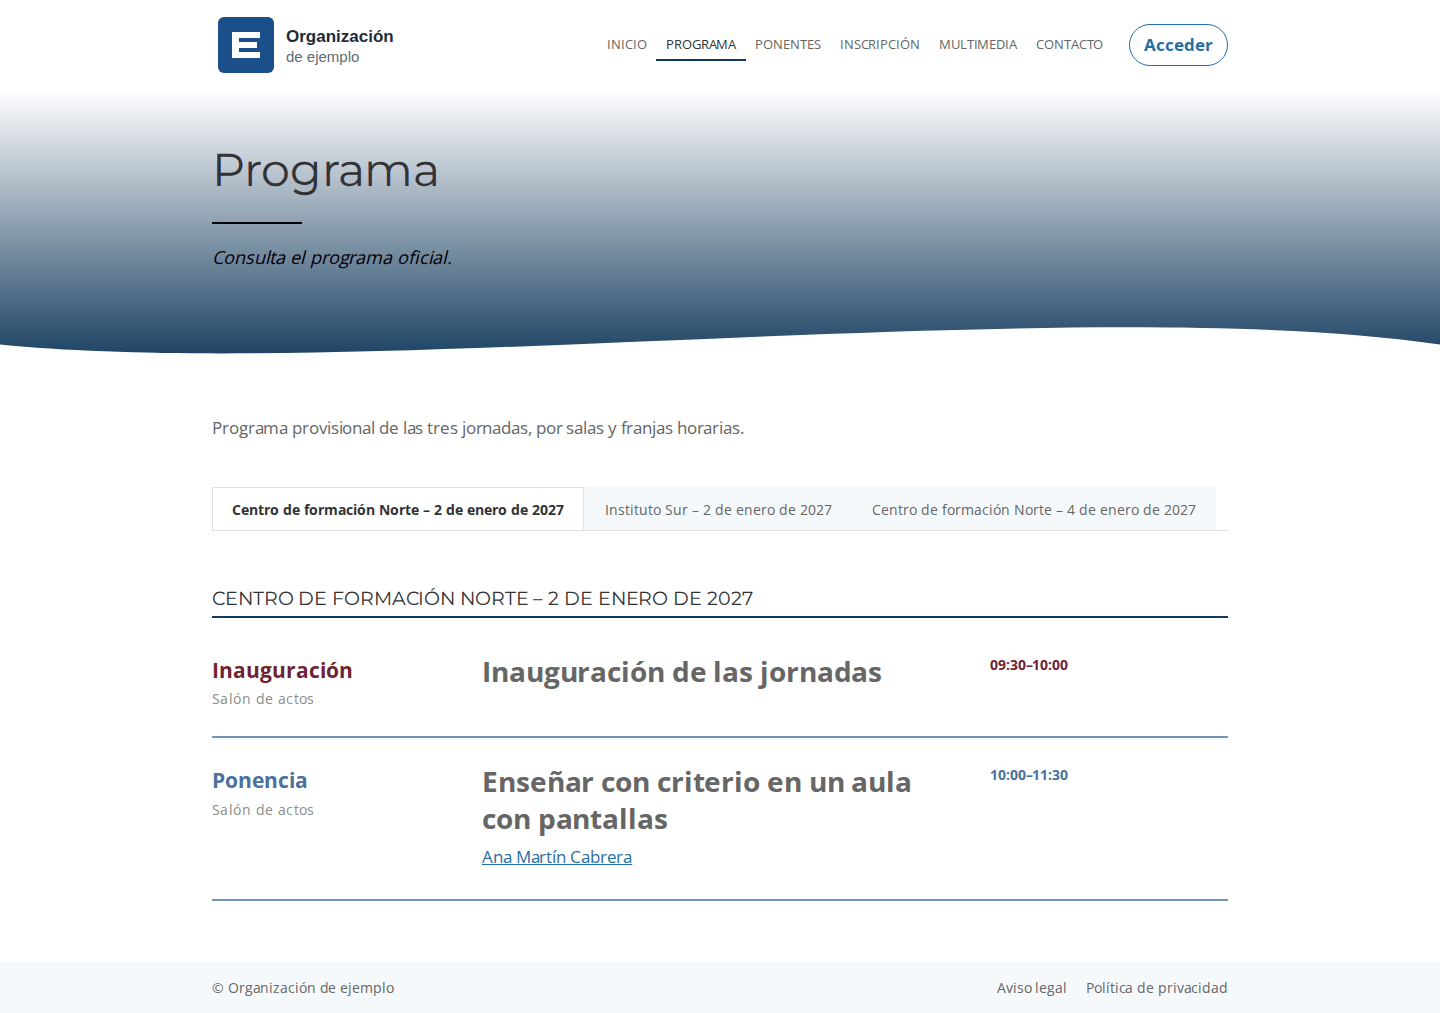 E
Organización
de ejemplo
INICIO PROGRAMA PONENTES INSCRIPCIÓN MULTIMEDIA CONTACTO Acceder
Programa
Consulta el programa oficial.
Programa provisional de las tres jornadas, por salas y franjas horarias.
Centro de formación Norte – 2 de enero de 2027 Instituto Sur – 2 de enero de 2027 Centro de formación Norte – 4 de enero de 2027
CENTRO DE FORMACIÓN NORTE – 2 DE ENERO DE 2027
Inauguración
Salón de actos
Inauguración de las jornadas
09:30–10:00
Ponencia
Salón de actos
Enseñar con criterio en un aula
con pantallas
Ana Martín Cabrera
10:00–11:30
© Organización de ejemplo Aviso legal Política de privacidad